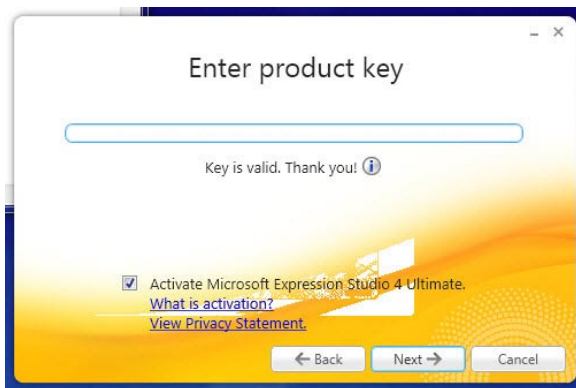 Enter product key
Key is valid. Thank you!
Activate Microsoft Expression Studio 4 Ultimate.
What is activation?
View Privacy Statement.
Back
Next
Cancel